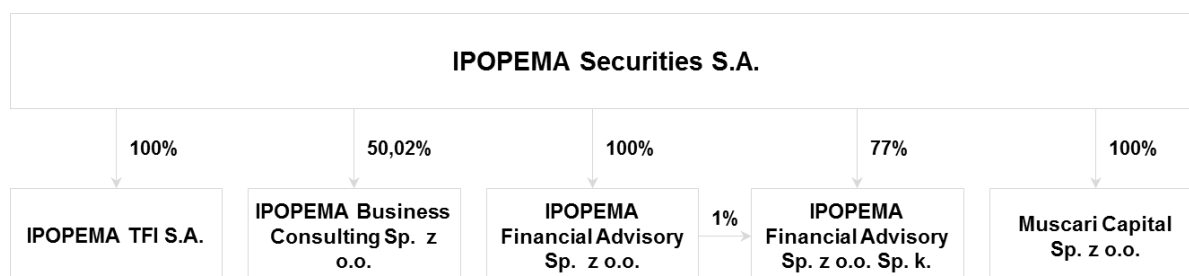 IPOPEMA Securities S.A.
100%
50,02%
100%
77%
100%
IPOPEMA TFI S.A.
IPOPEMA Business
Consulting Sp. z
o.o.
IPOPEMA
Financial Advisory
Sp. z o.o.
1%
IPOPEMA
Financial Advisory
Sp. z o.o. Sp. k.
Muscari Capital
Sp. z o.o.